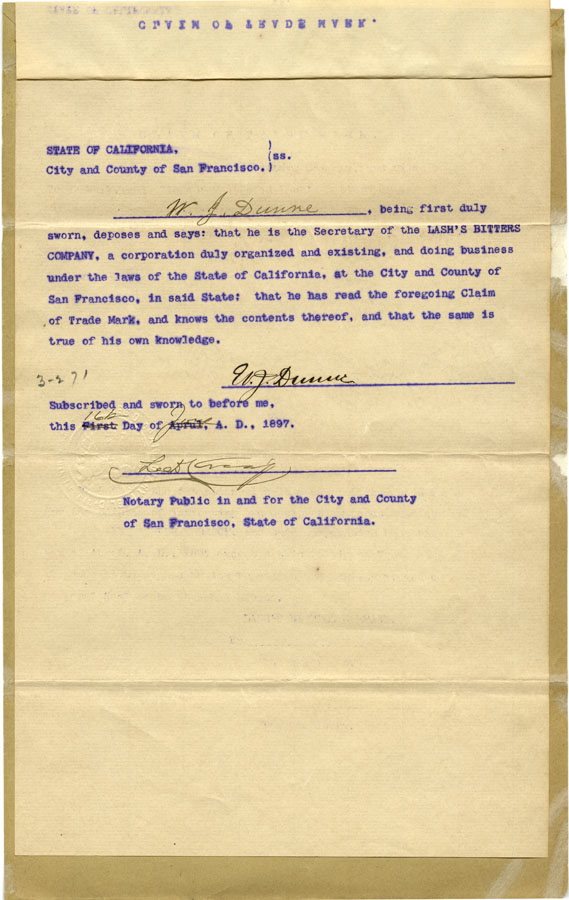 CLAIM OF TRADE MARK.
STATE OF CALIFORNIA, )
(ss.
City and County of San Francisco. )
W. J. Dunne, being first duly
sworn, deposes and says: that he is the Secretary of the LASH'S BITTERS
COMPANY, a corporation duly organized and existing, and doing business
under the laws of the State of California, at the City and County of
San Francisco, in said State: that he has read the foregoing Claim
of Trade Mark, and knows the contents thereof, and that the same is
true of his own knowledge.
3-271
W. J. Dunne
Subscribed and sworn to before me,
16th June
this First Day of April, A. D., 1897.
Notary Public in and for the City and County
of San Francisco, State of California.